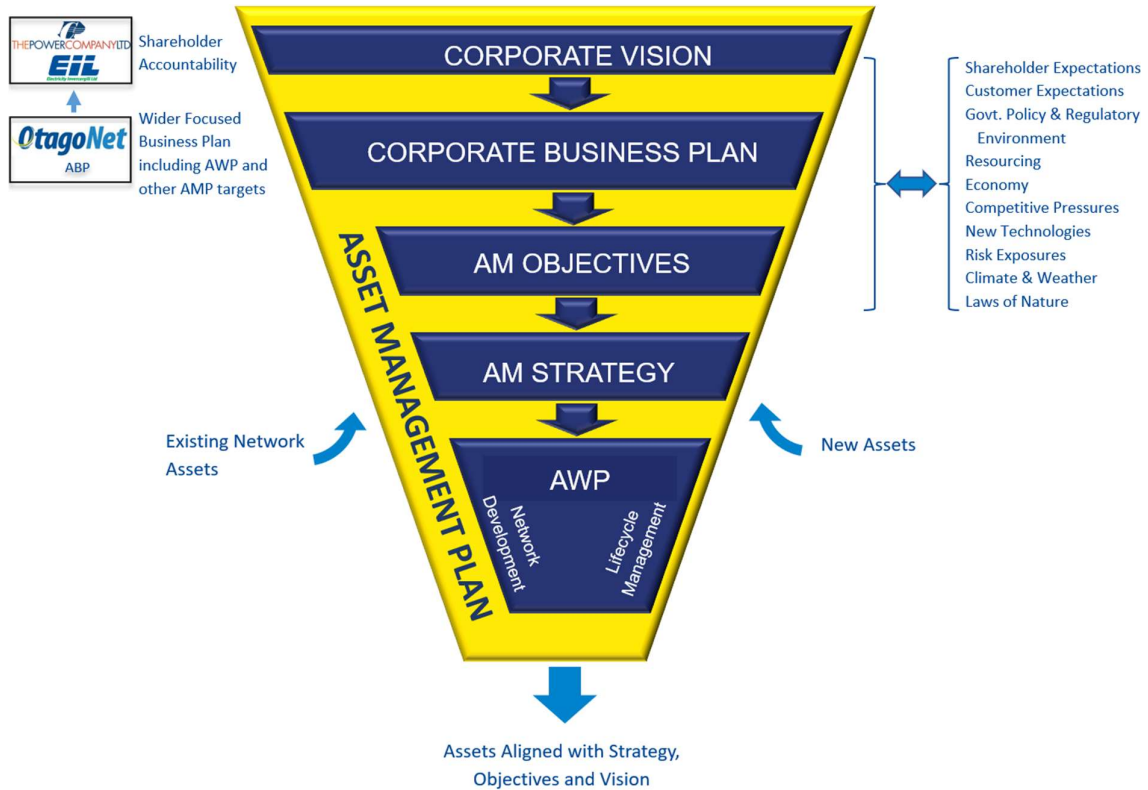 THEPOWERCOMPANYLTD
EIL
Electricity Invercargill Ltd
Shareholder
Accountability
OtagoNet
ABP
Wider Focused
Business Plan
including AWP and
other AMP targets
CORPORATE VISION
CORPORATE BUSINESS PLAN
AM OBJECTIVES
AM STRATEGY
AWP
Network
Development
Lifecycle
Management
ASSET MANAGEMENT PLAN
Shareholder Expectations
Customer Expectations
Govt. Policy & Regulatory
Environment
Resourcing
Economy
Competitive Pressures
New Technologies
Risk Exposures
Climate & Weather
Laws of Nature
Existing Network
Assets
New Assets
Assets Aligned with Strategy,
Objectives and Vision